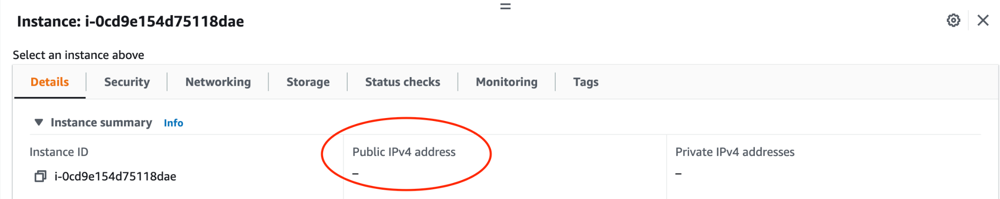 Instance: i-0cd9e154d75118dae
Select an instance above
Details Security Networking Storage Status checks Monitoring Tags
Instance summary Info
Instance ID Public IPv4 address Private IPv4 addresses
i-0cd9e154d75118dae – –